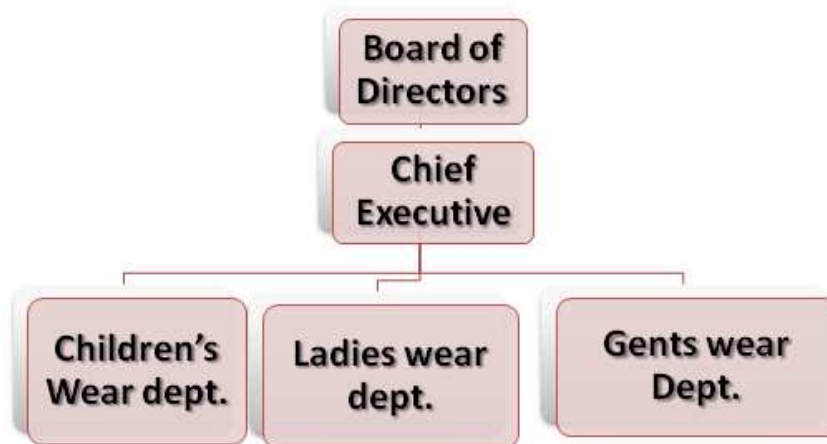 Board of
Directors
Chief
Executive
Children's
Wear dept.
Ladies wear
dept.
Gents wear
Dept.